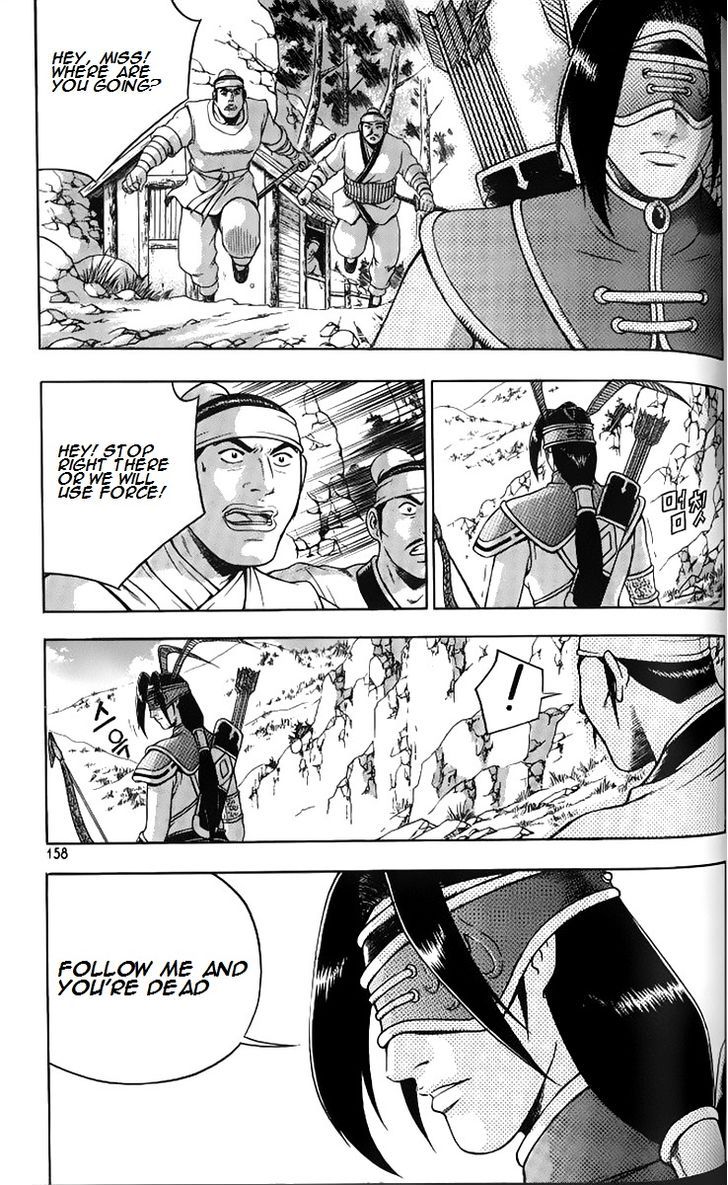 HEY, MISS!
WHERE ARE
YOU GOING?
HEY! STOP
RIGHT THERE
OR WE WILL
USE FORCE!
멈칫
!
스윽
158
FOLLOW ME AND
YOU'RE DEAD